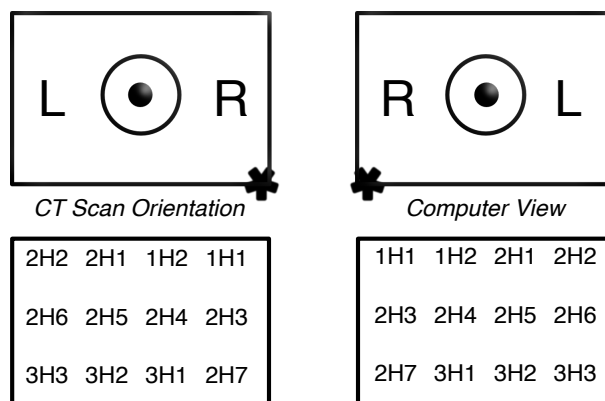 L R
R L
CT Scan Orientation
Computer View
2H2 2H1 1H2 1H1
2H6 2H5 2H4 2H3
3H3 3H2 3H1 2H7
1H1 1H2 2H1 2H2
2H3 2H4 2H5 2H6
2H7 3H1 3H2 3H3